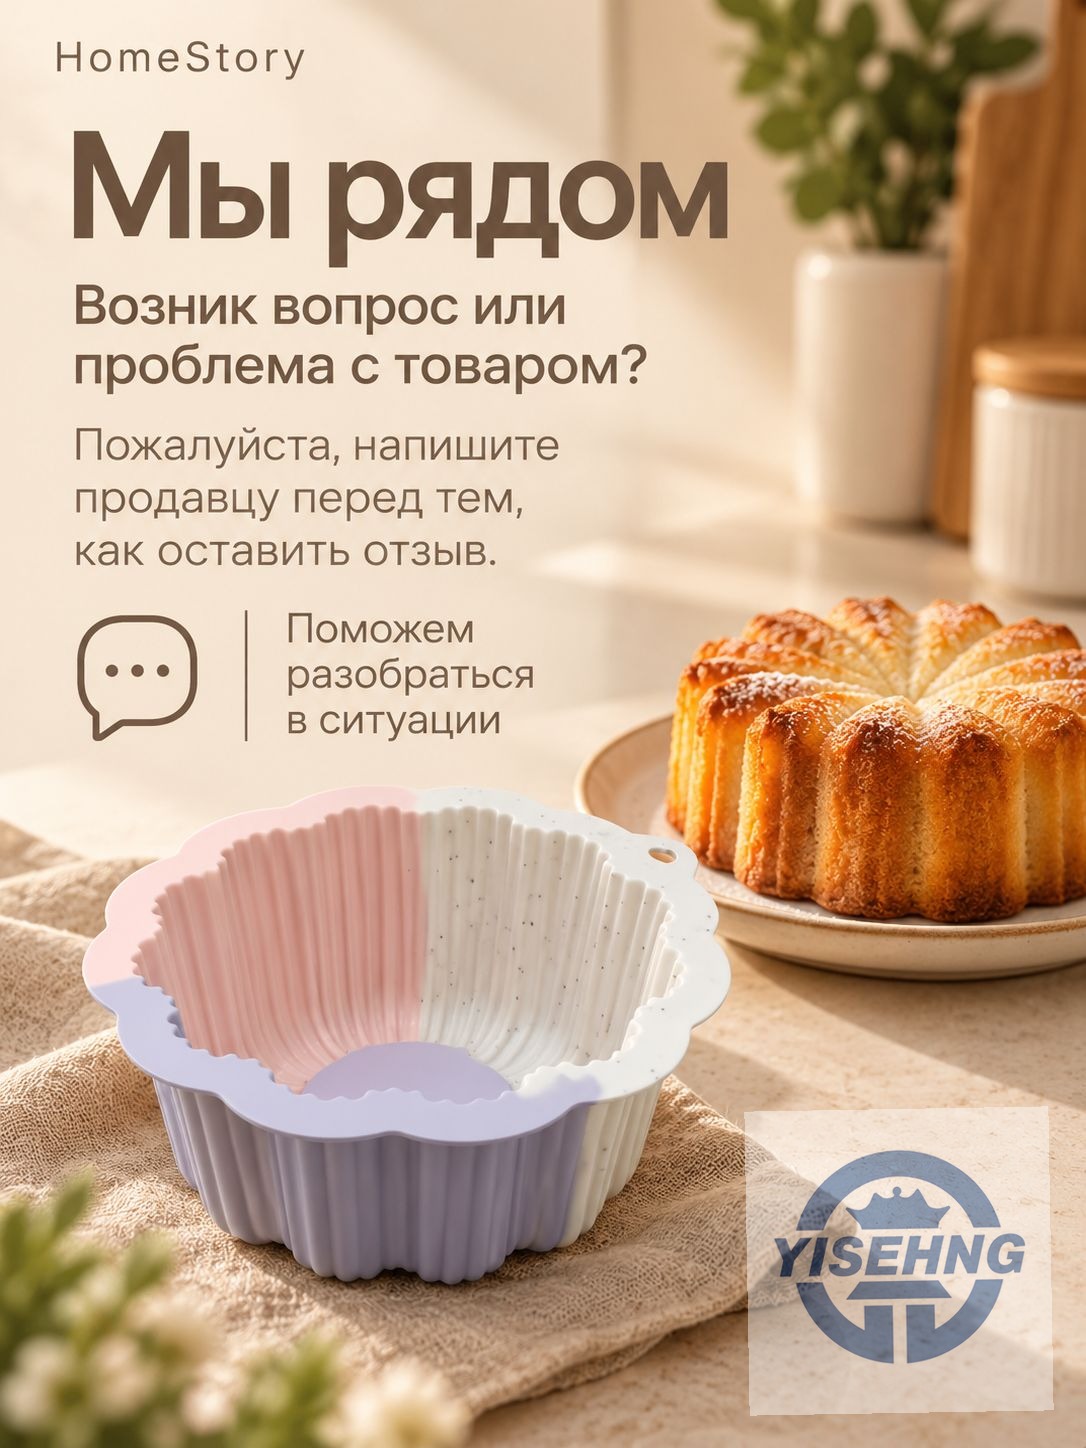 HomeStory
Мы рядом
Возник вопрос или
проблема с товаром?
Пожалуйста, напишите
продавцу перед тем,
как оставить отзыв.
Поможем
разобраться
в ситуации
YISEHNG